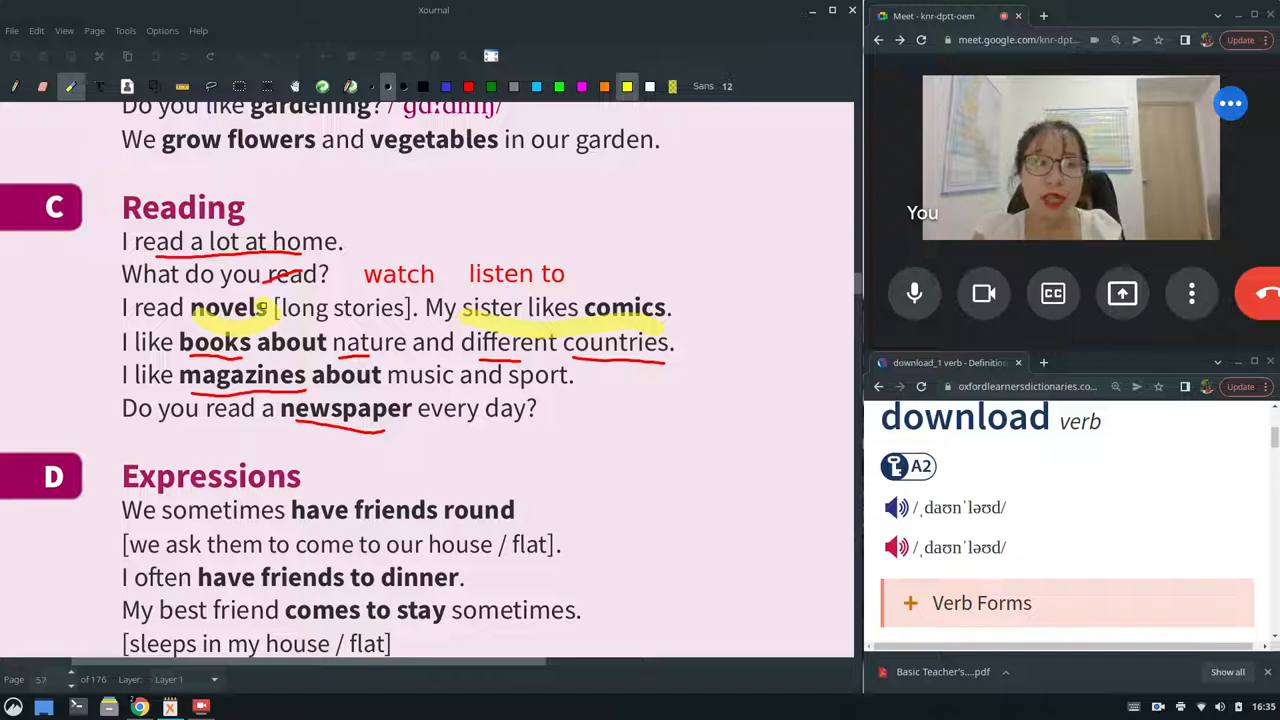 Xournal
File Edit View Page Tools Options Help
Sans 12
Do you like gardening?
We grow flowers and vegetables in our garden.
C Reading
I read a lot at home.
What do you read? watch listen to
I read novels [long stories]. My sister likes comics.
I like books about nature and different countries.
I like magazines about music and sport.
Do you read a newspaper every day?
D Expressions
We sometimes have friends round
[we ask them to come to our house / flat].
I often have friends to dinner.
My best friend comes to stay sometimes.
[sleeps in my house / flat]
Page 57 of 176 Layer: Layer 1
Meet - knr-dptt-oem
meet.google.com/knr-dpt... Update
You
download_1 verb - Definition
oxfordlearnersdictionaries.co... Update
download verb
A2
/ˌdaʊnˈləʊd/
/ˌdaʊnˈləʊd/
+ Verb Forms
Basic Teacher's....pdf Show all
16:35